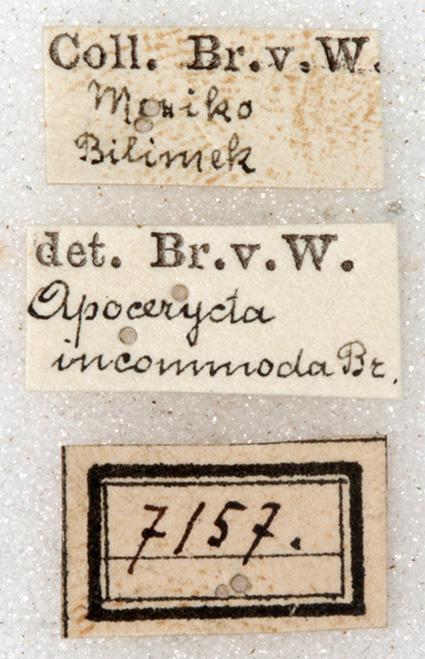 Coll. Br.v.W.
Mexiko
Bilimek
det. Br.v.W.
Apocerycta
incommoda Br.
7157.